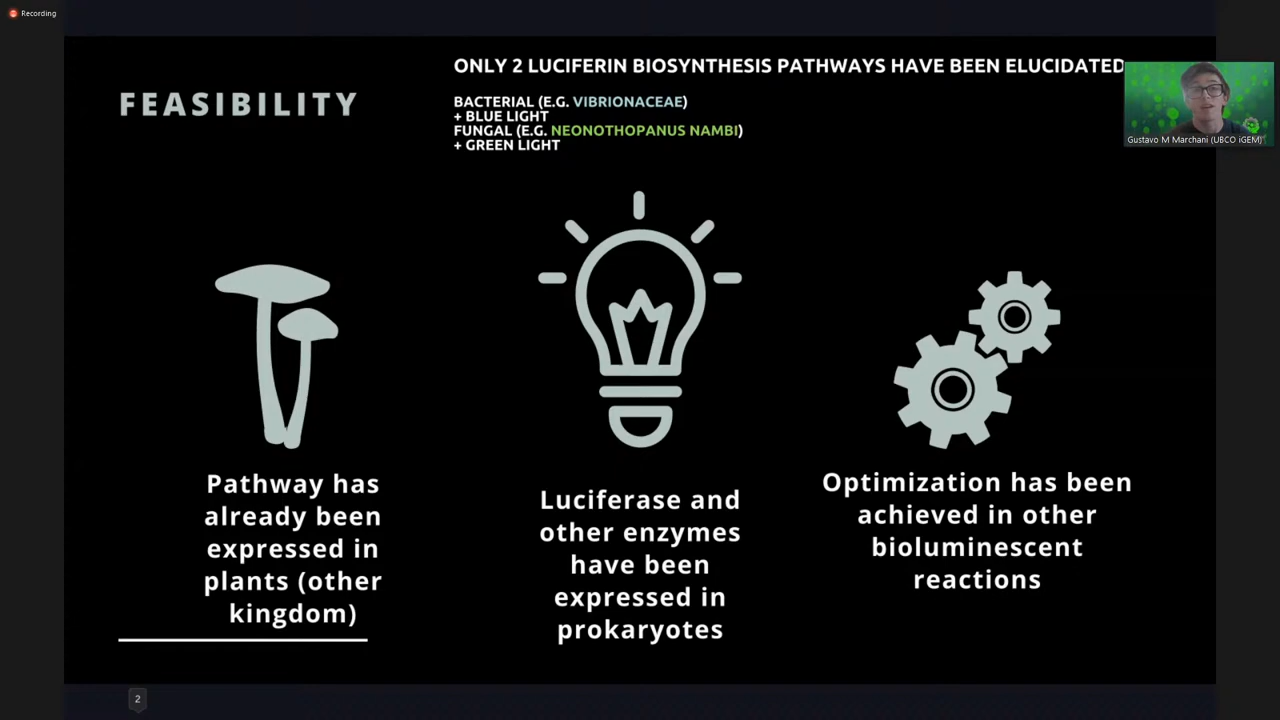 Recording
FEASIBILITY
ONLY 2 LUCIFERIN BIOSYNTHESIS PATHWAYS HAVE BEEN ELUCIDATED
BACTERIAL (E.G. VIBRIONACEAE)
+ BLUE LIGHT
FUNGAL (E.G. NEONOTHOPANUS NAMBI)
+ GREEN LIGHT
Gustavo M Marchani (UBCO iGEM)
Pathway has
already been
expressed in
plants (other
kingdom)
Luciferase and
other enzymes
have been
expressed in
prokaryotes
Optimization has been
achieved in other
bioluminescent
reactions
2